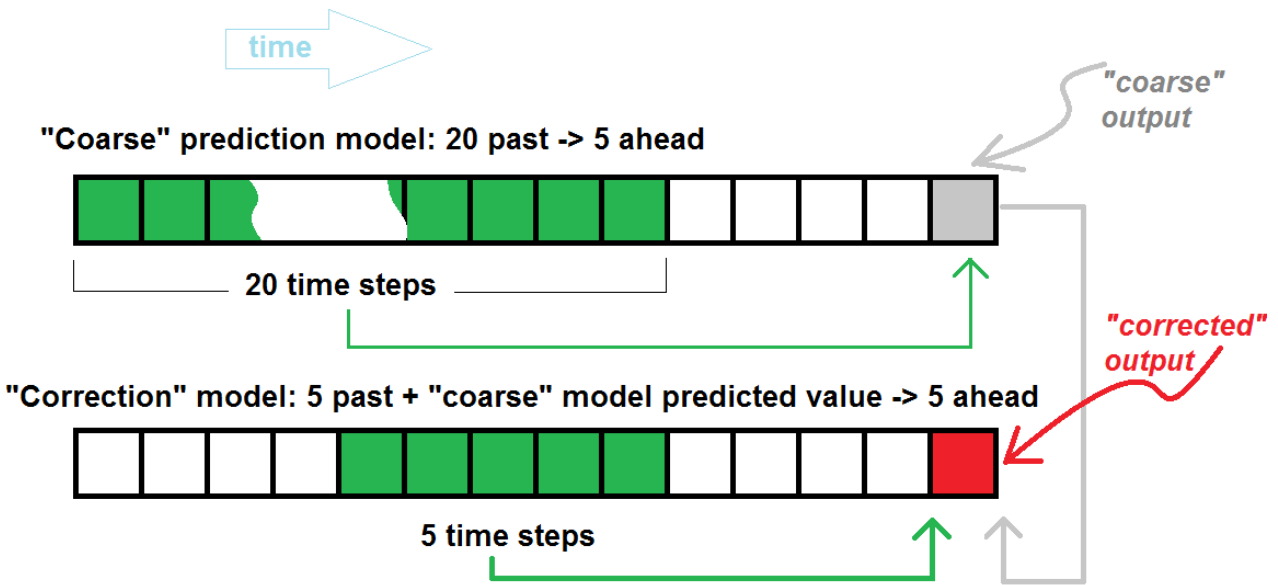 time
"coarse"
output
"Coarse" prediction model: 20 past -> 5 ahead
20 time steps
"corrected"
output
"Correction" model: 5 past + "coarse" model predicted value -> 5 ahead
5 time steps